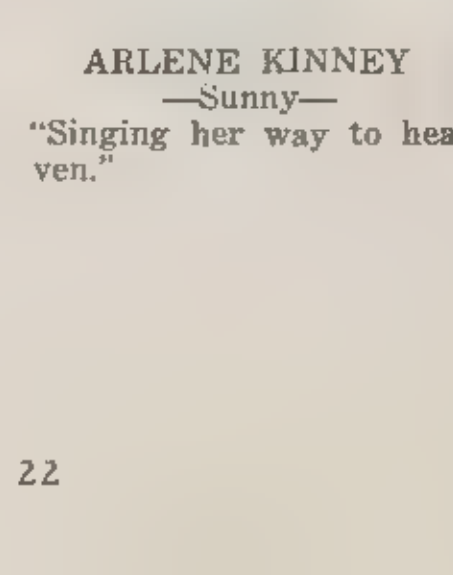 ARLENE KINNEY
—Sunny—
“Singing her way to hea
ven.”
22